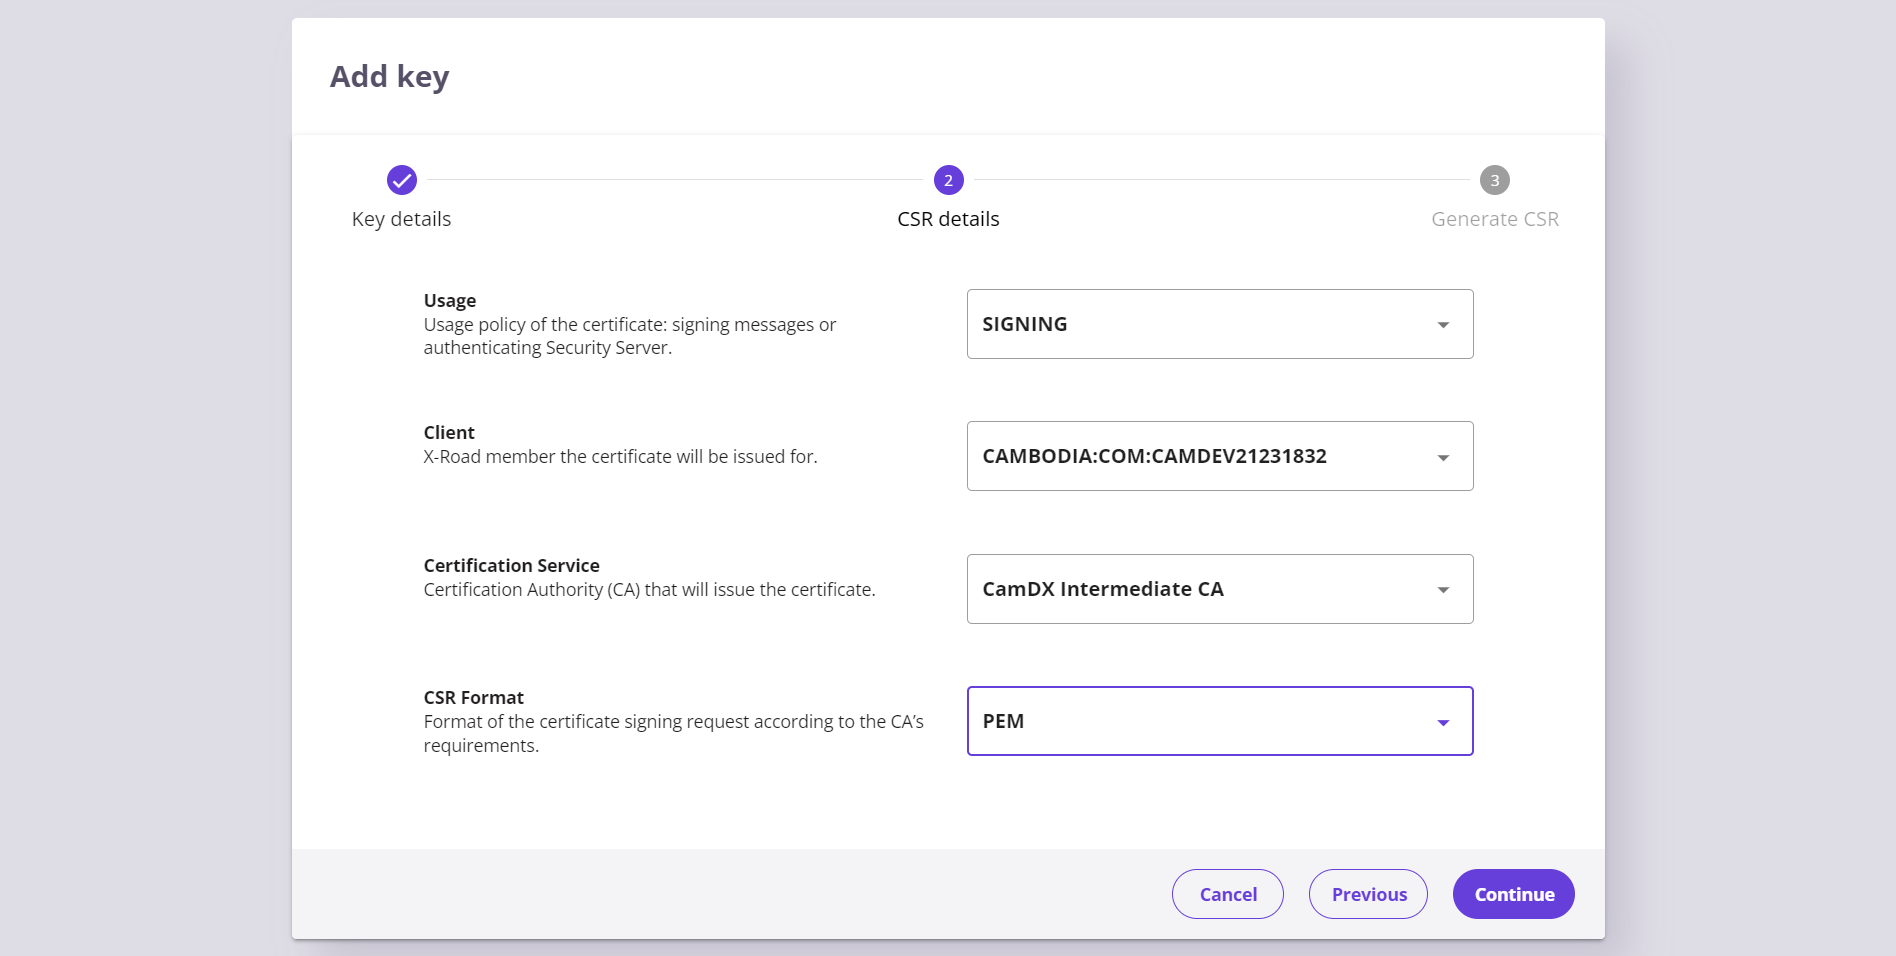 Add key
2
3
Key details
CSR details
Generate CSR
Usage
Usage policy of the certificate: signing messages or
authenticating Security Server.
SIGNING
Client
X-Road member the certificate will be issued for.
CAMBODIA:COM:CAMDEV21231832
Certification Service
Certification Authority (CA) that will issue the certificate.
CamDX Intermediate CA
CSR Format
Format of the certificate signing request according to the CA’s
requirements.
PEM
Cancel
Previous
Continue